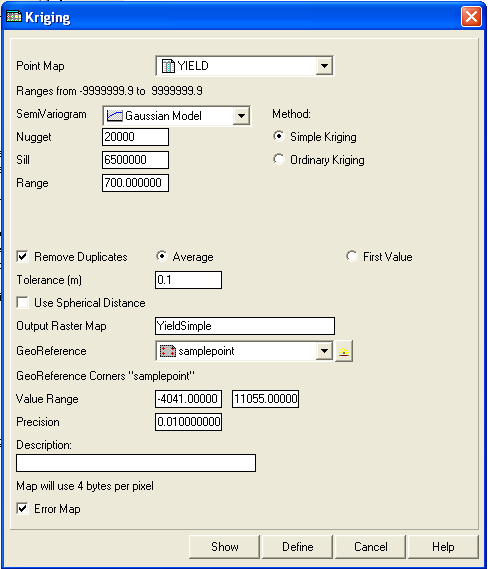 Kriging
Point Map YIELD
Ranges from -9999999.9 to 9999999.9
SemiVariogram Gaussian Model Method:
Nugget 20000 Simple Kriging
Sill 6500000 Ordinary Kriging
Range 700.000000
Remove Duplicates Average First Value
Tolerance (m) 0.1
Use Spherical Distance
Output Raster Map YieldSimple
GeoReference samplepoint
GeoReference Corners "samplepoint"
Value Range -4041.00000 11055.00000
Precision 0.010000000
Description:
Map will use 4 bytes per pixel
Error Map
Show Define Cancel Help